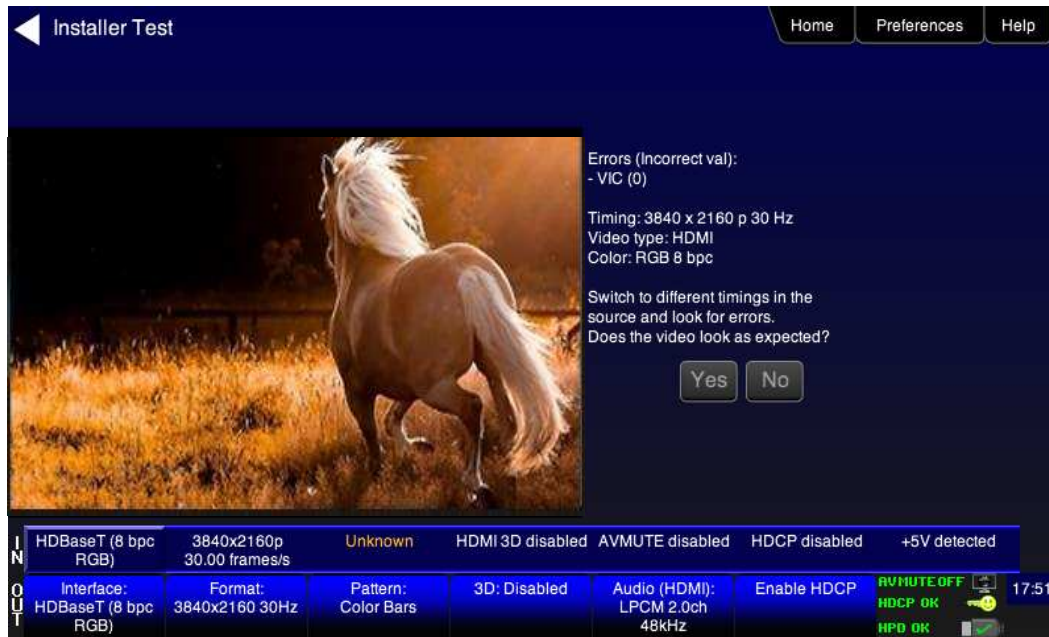 Installer Test
Home
Preferences
Help
Errors (Incorrect val):
- VIC (0)
Timing: 3840 x 2160 p 30 Hz
Video type: HDMI
Color: RGB 8 bpc
Switch to different timings in the
source and look for errors.
Does the video look as expected?
Yes
No
IN
HDBaseT (8 bpc
RGB)
3840x2160p
30.00 frames/s
Unknown
HDMI 3D disabled
AVMUTE disabled
HDCP disabled
+5V detected
OUT
Interface:
HDBaseT (8 bpc
RGB)
Format:
3840x2160 30Hz
Pattern:
Color Bars
3D: Disabled
Audio (HDMI):
LPCM 2.0ch
48kHz
Enable HDCP
AVMUTE OFF
HDCP OK
HPD OK
17:51